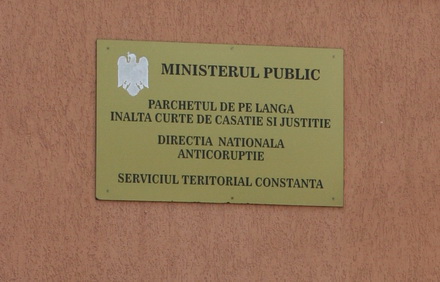 MINISTERUL PUBLIC
PARCHETUL DE PE LANGA
INALTA CURTE DE CASATIE SI JUSTITIE
DIRECTIA NATIONALA
ANTICORUPTIE
SERVICIUL TERITORIAL CONSTANTA